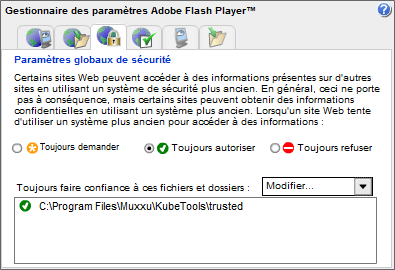 Gestionnaire des paramètres Adobe Flash Player™
Paramètres globaux de sécurité
Certains sites Web peuvent accéder à des informations présentes sur d'autres
sites en utilisant un système de sécurité plus ancien. En général, ceci ne porte
pas à conséquence, mais certains sites peuvent obtenir des informations
confidentielles en utilisant un système plus ancien. Lorsqu'un site Web tente
d'utiliser un système plus ancien pour accéder à des informations :
Toujours demander Toujours autoriser Toujours refuser
Toujours faire confiance à ces fichiers et dossiers : Modifier...
C:\Program Files\Muxxu\KubeTools\trusted